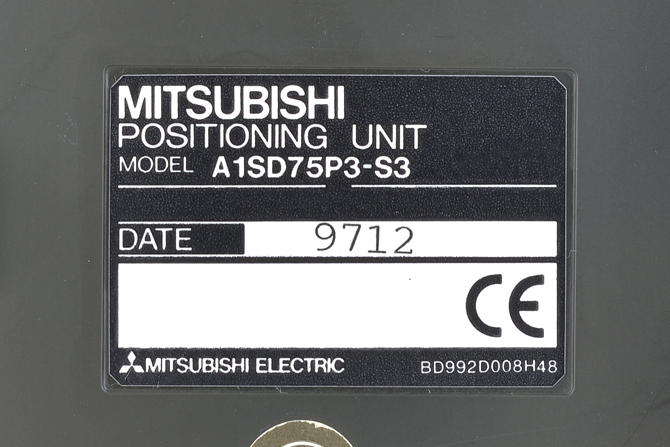 MITSUBISHI
POSITIONING UNIT
MODEL A1SD75P3-S3
DATE 9712
CE
MITSUBISHI ELECTRIC BD992D008H48